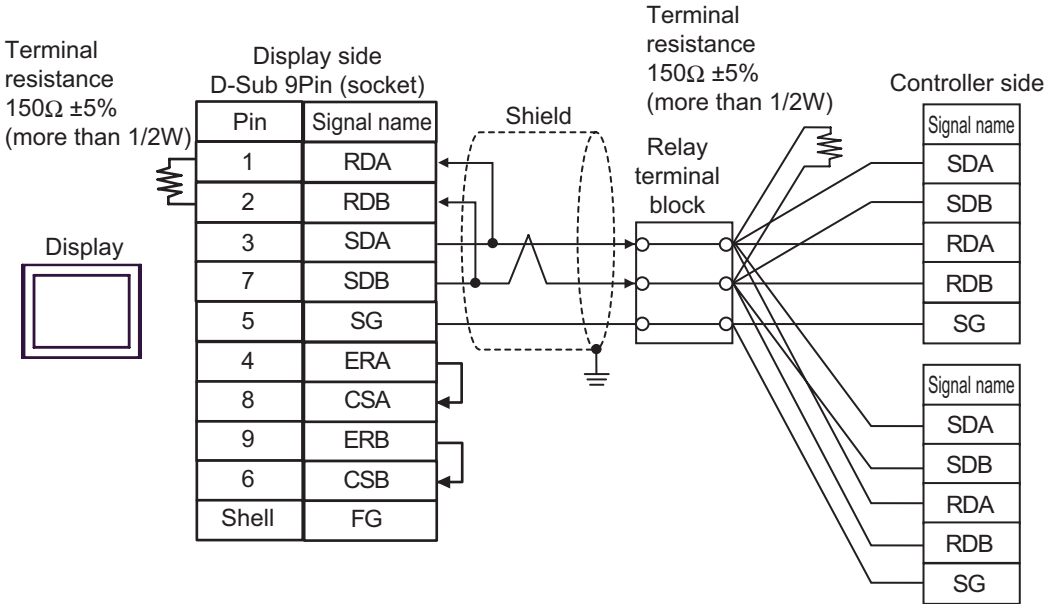 Terminal
resistance
150Ω ±5%
(more than 1/2W)
Display side
D-Sub 9Pin (socket)
Pin Signal name
1 RDA
2 RDB
3 SDA
7 SDB
5 SG
4 ERA
8 CSA
9 ERB
6 CSB
Shell FG
Display
Shield
Relay
terminal
block
Terminal
resistance
150Ω ±5%
(more than 1/2W)
Controller side
Signal name
SDA
SDB
RDA
RDB
SG
Signal name
SDA
SDB
RDA
RDB
SG